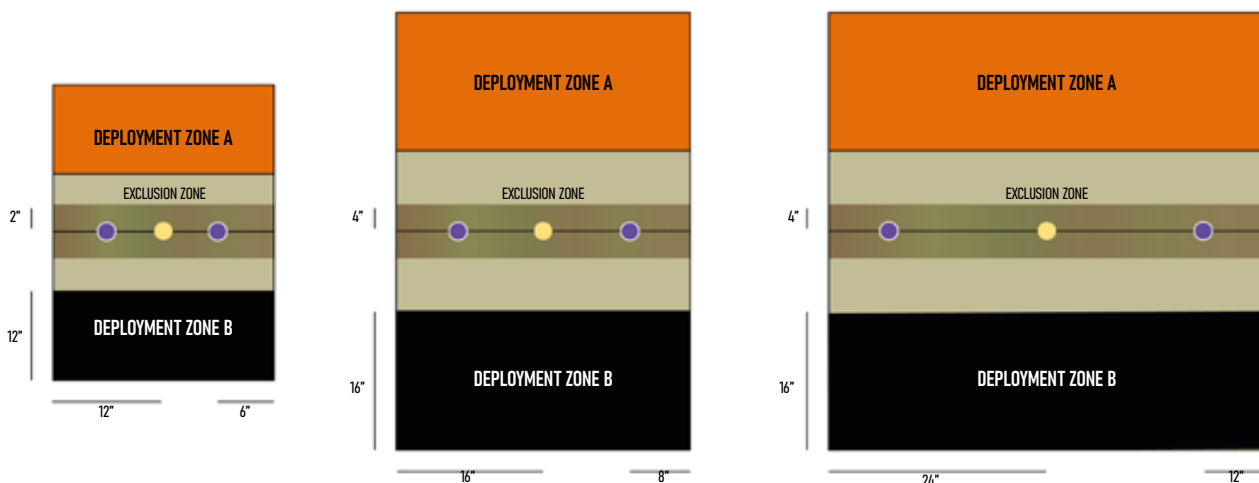 DEPLOYMENT ZONE A
EXCLUSION ZONE
2”
DEPLOYMENT ZONE B
12”
12”
6”
DEPLOYMENT ZONE A
EXCLUSION ZONE
4”
DEPLOYMENT ZONE B
16”
16”
8”
DEPLOYMENT ZONE A
EXCLUSION ZONE
4”
DEPLOYMENT ZONE B
16”
24”
12”